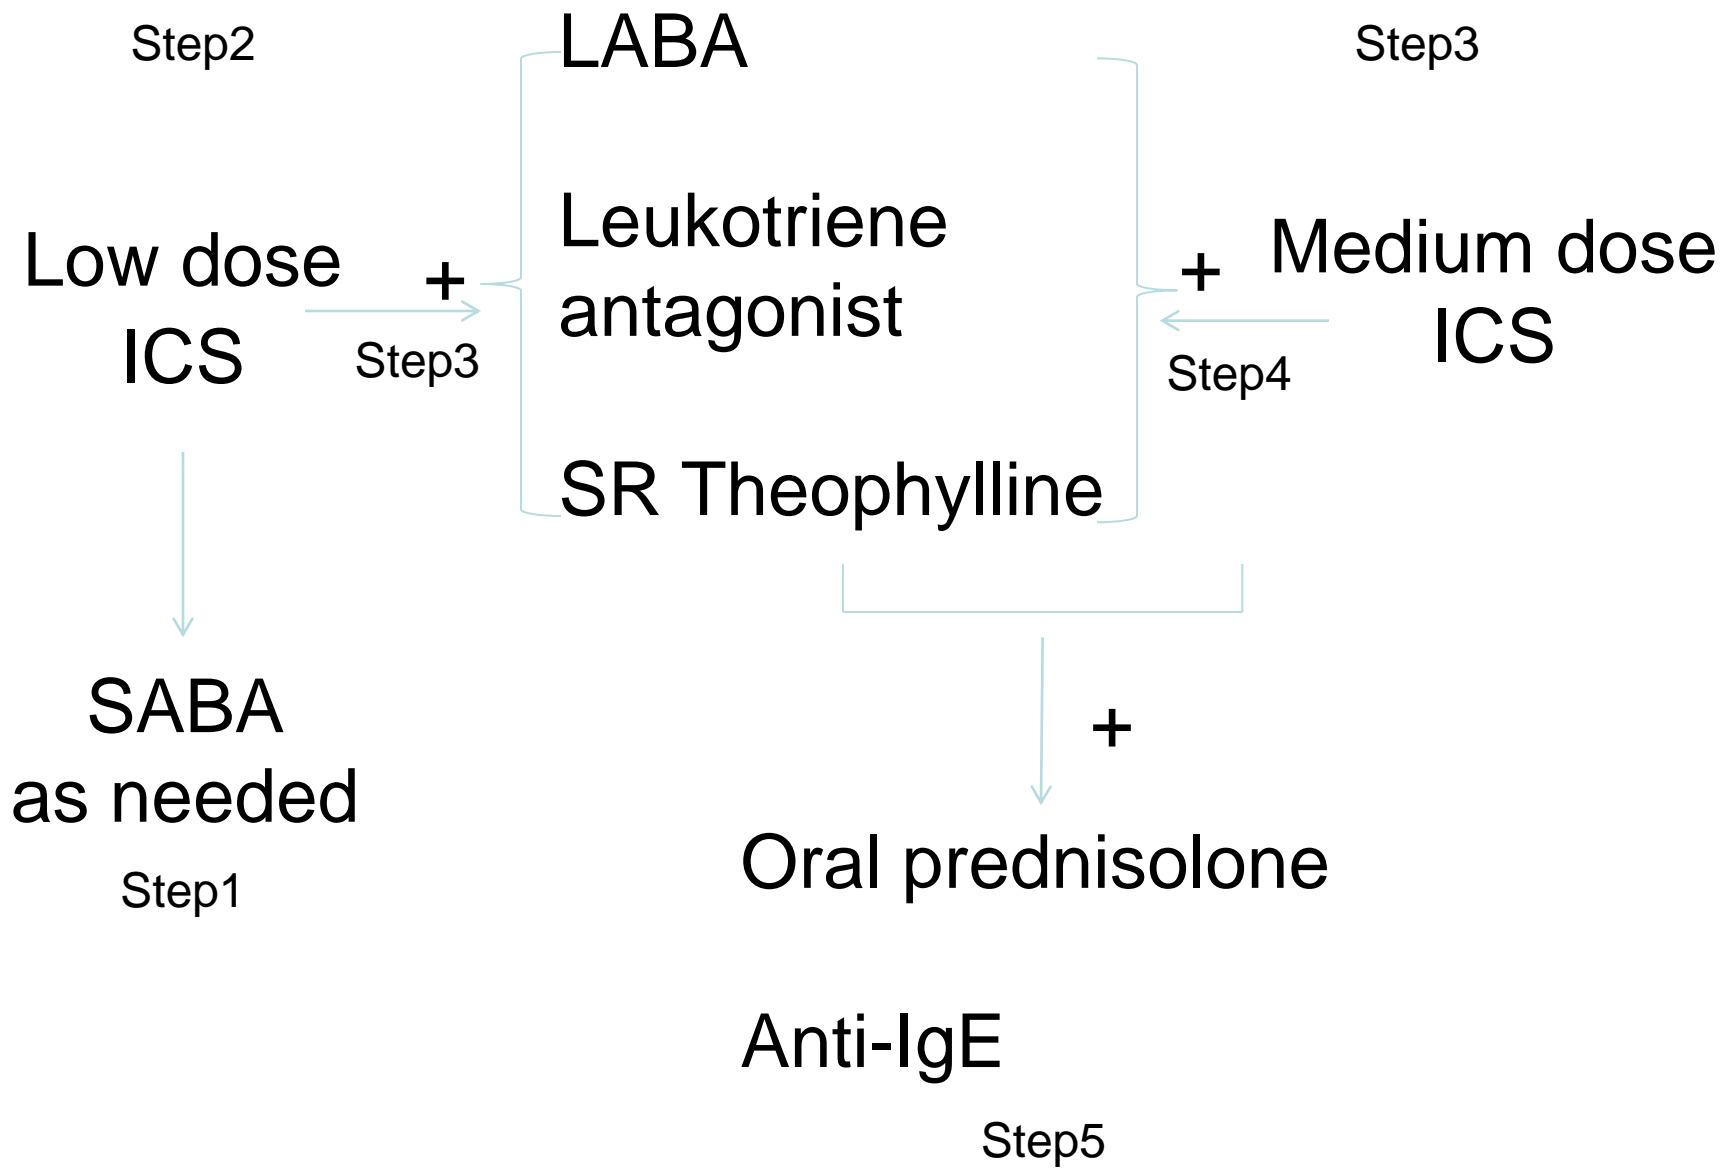 Step2
LABA
Step3
Leukotriene
antagonist
Low dose
ICS
+
Step3
+
Medium dose
ICS
Step4
SR Theophylline
SABA
as needed
Step1
+
Oral prednisolone
Anti-IgE
Step5